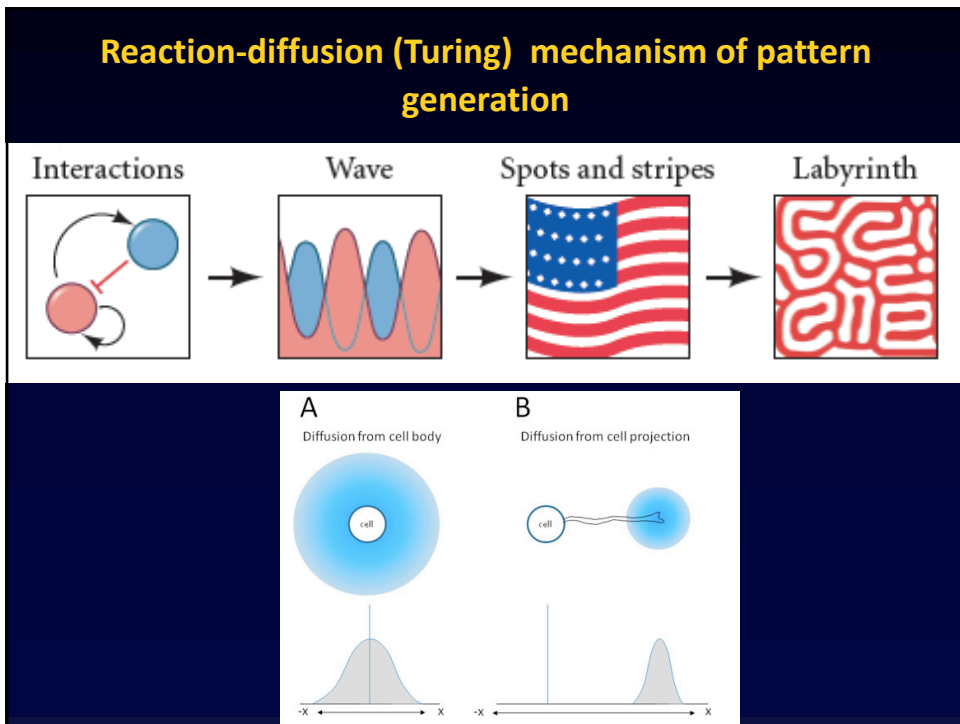 Reaction-diffusion (Turing) mechanism of pattern
generation
Interactions
Wave
Spots and stripes
Labyrinth
A
Diffusion from cell body
cell
-X X
B
Diffusion from cell projection
cell
-X X